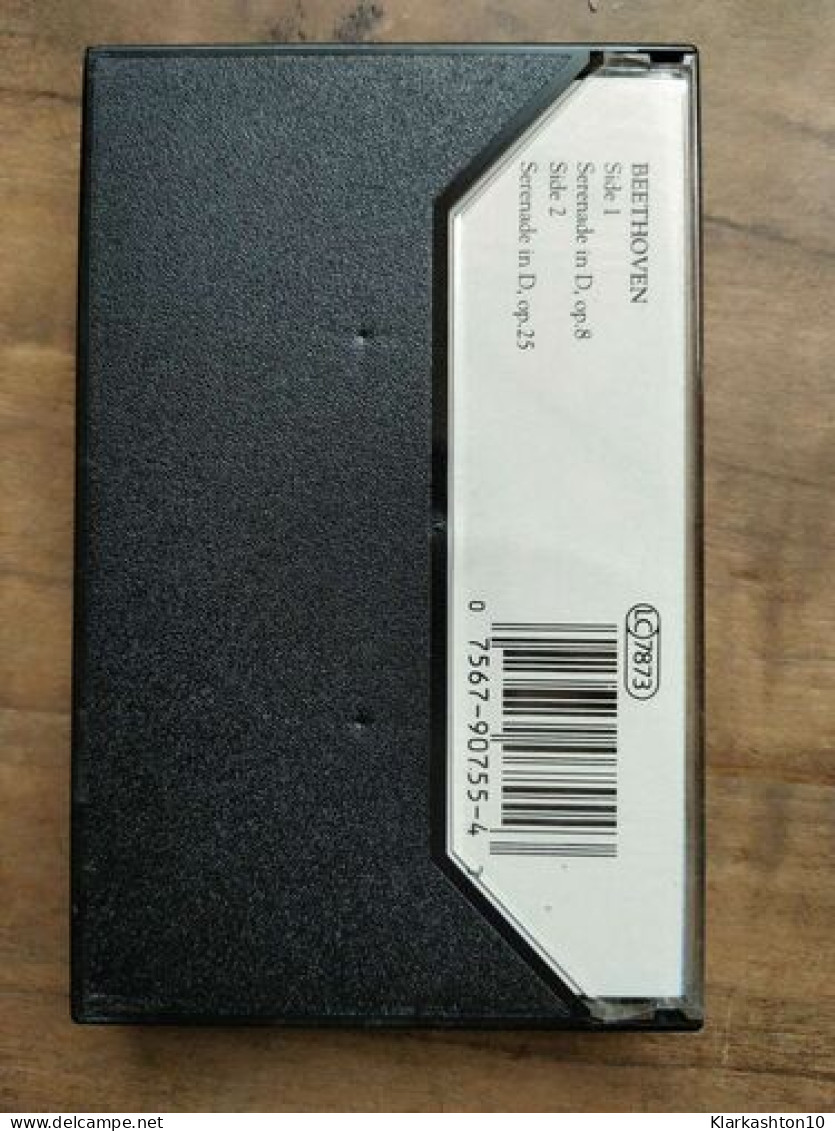 BEETHOVEN
Side 1
Serenade in D, op.8
Side 2
Serenade in D, op.25
LC 7873
0 7567-90755-4
www.delcampe.net
Klarkashton10